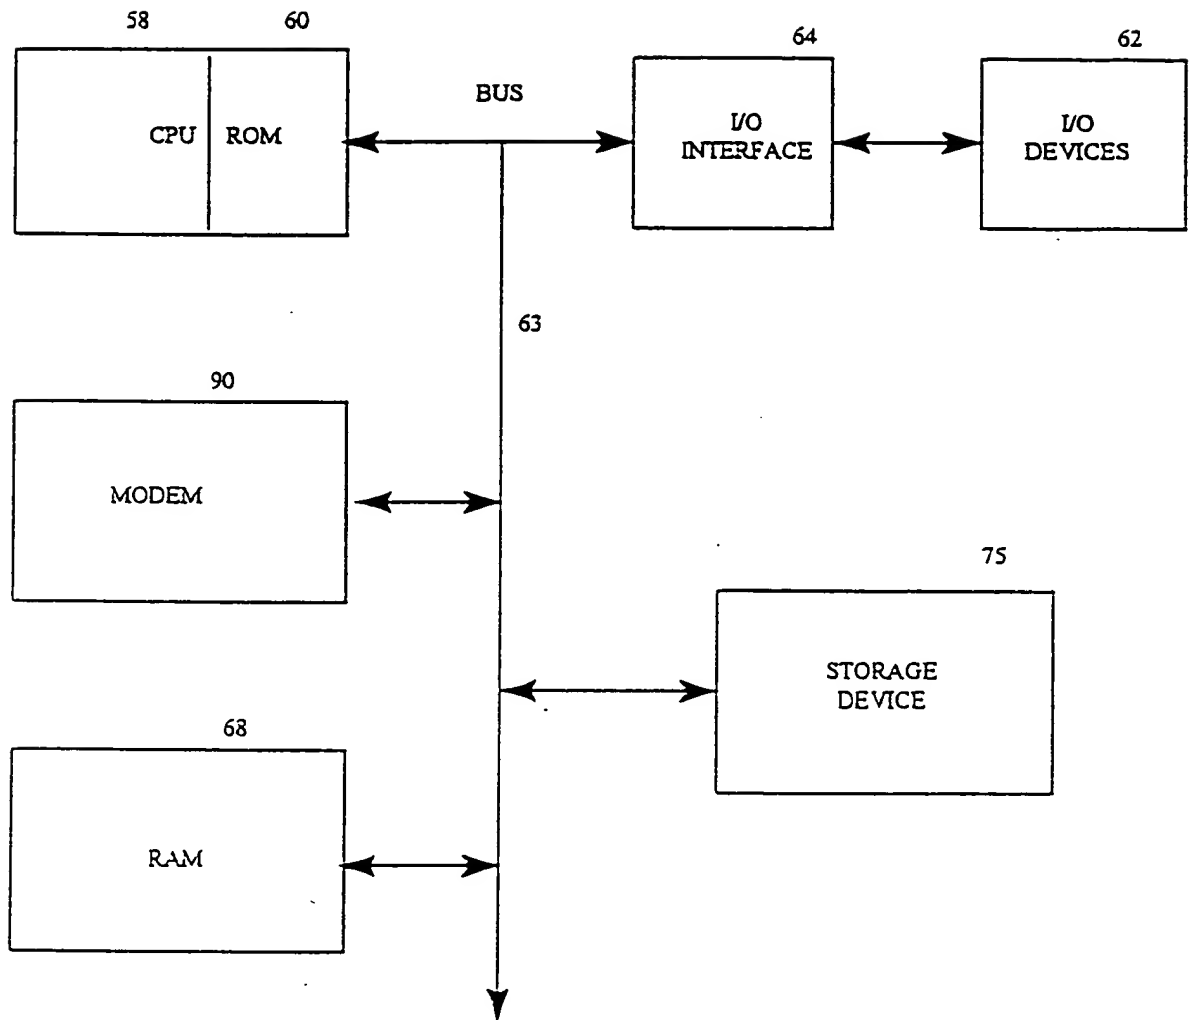 58
60
64
62
BUS
CPU
ROM
I/O
INTERFACE
I/O
DEVICES
63
90
MODEM
75
STORAGE
DEVICE
68
RAM